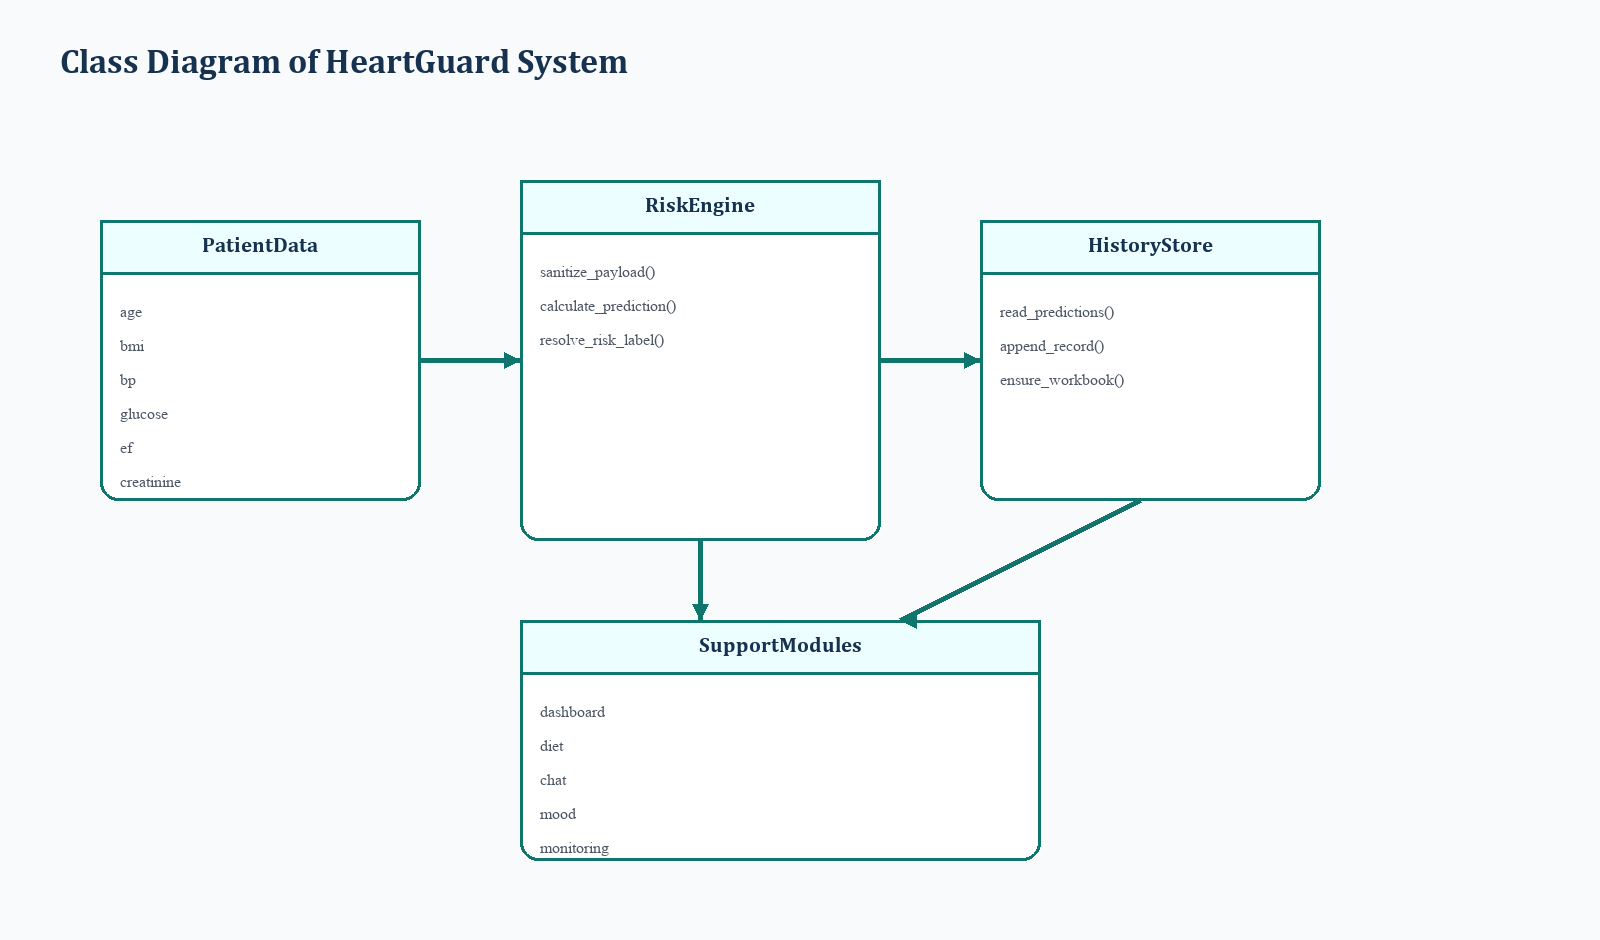 Class Diagram of HeartGuard System
PatientData
age
bmi
bp
glucose
ef
creatinine
RiskEngine
sanitize_payload()
calculate_prediction()
resolve_risk_label()
HistoryStore
read_predictions()
append_record()
ensure_workbook()
SupportModules
dashboard
diet
chat
mood
monitoring